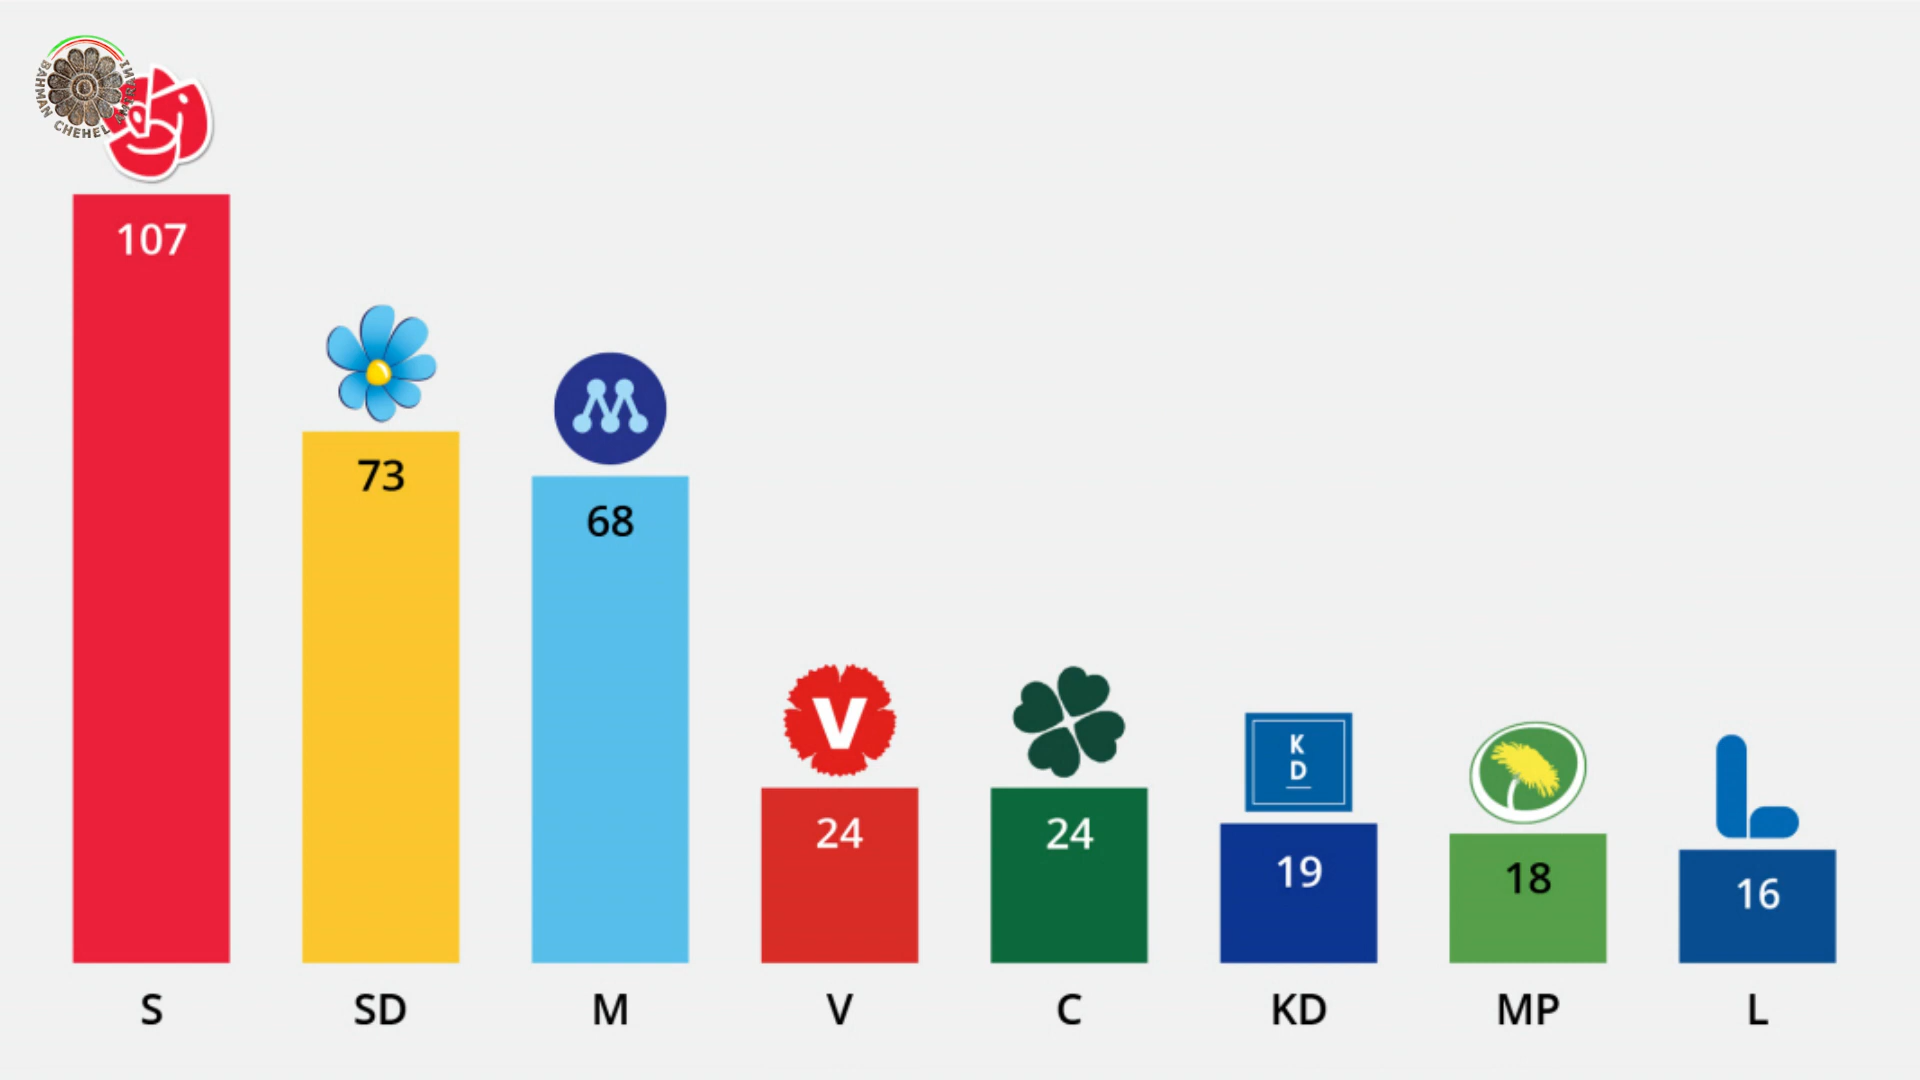 BAHMAN CHEHEL
107
73
M
68
V
24
24
K
D
19
18
16
S
SD
M
V
C
KD
MP
L